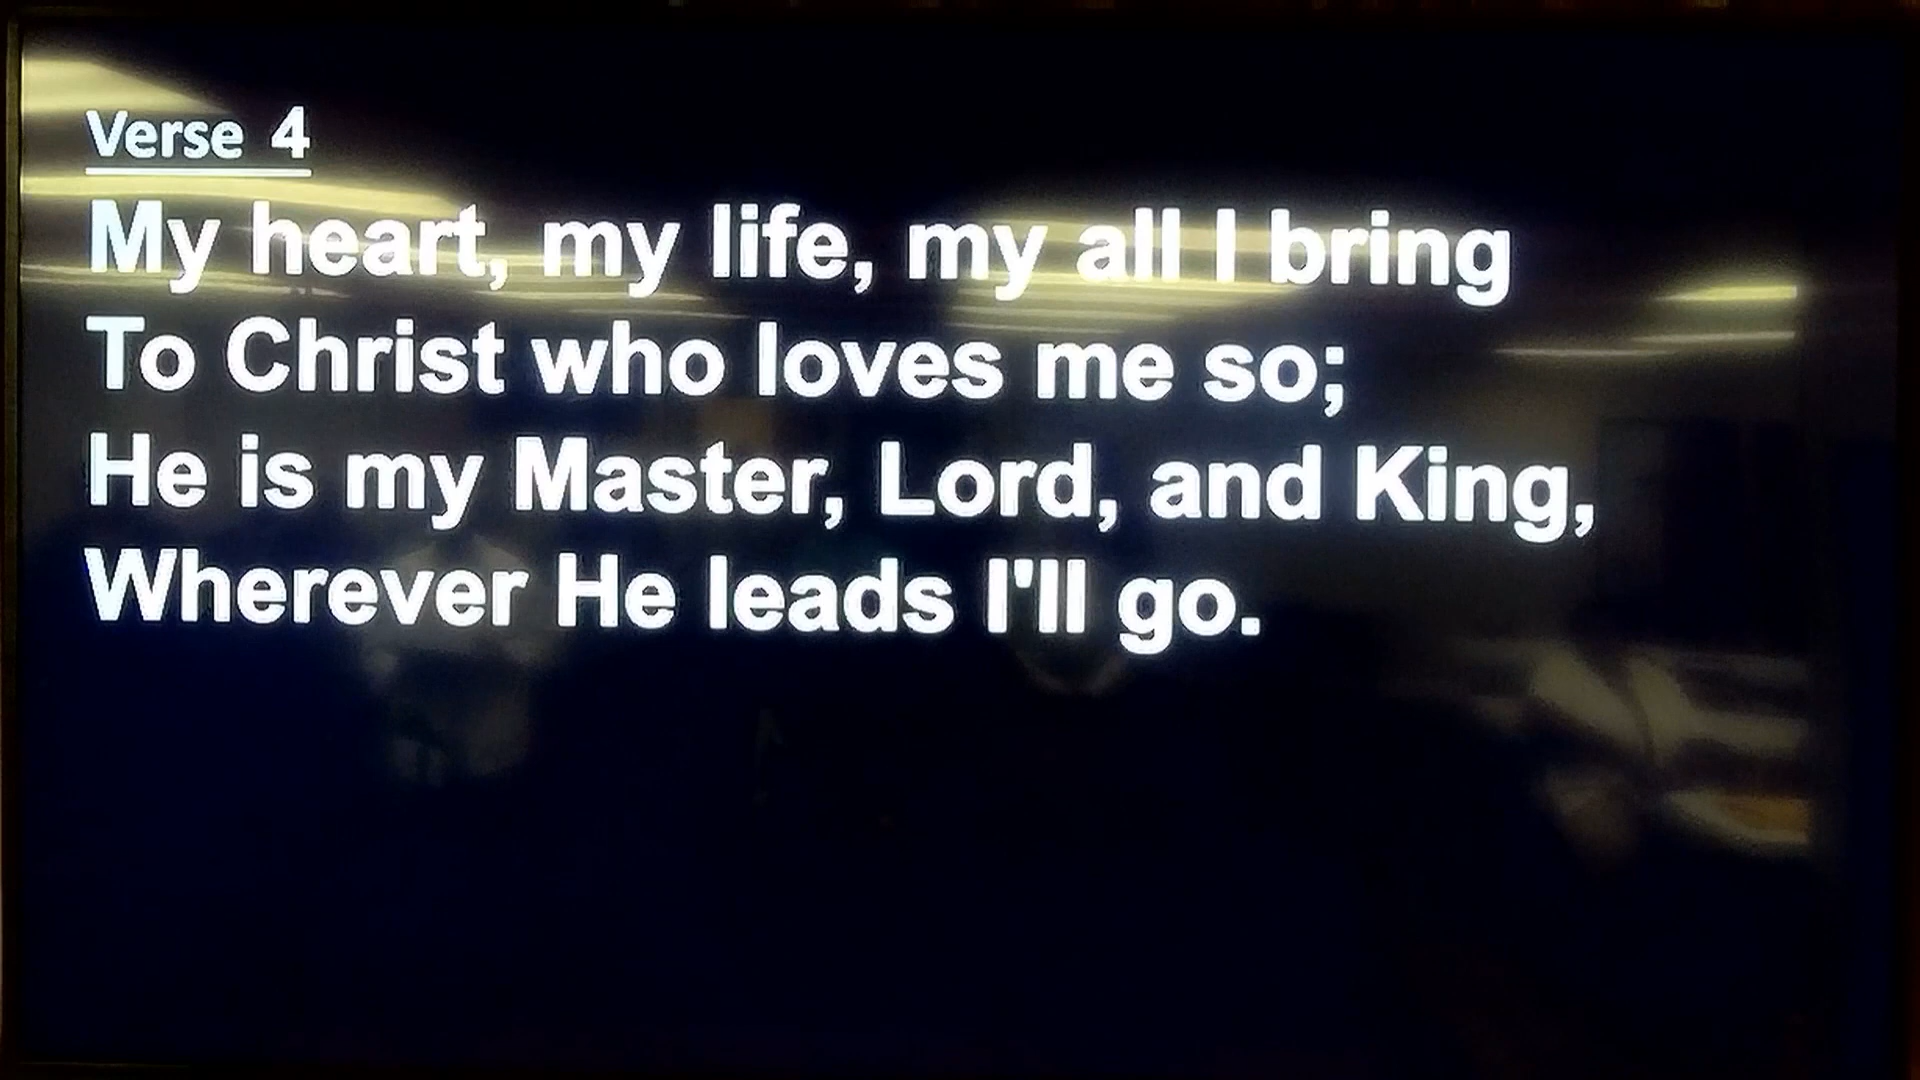 Verse 4
My heart, my life, my all I bring
To Christ who loves me so;
He is my Master, Lord, and King,
Wherever He leads I'll go.